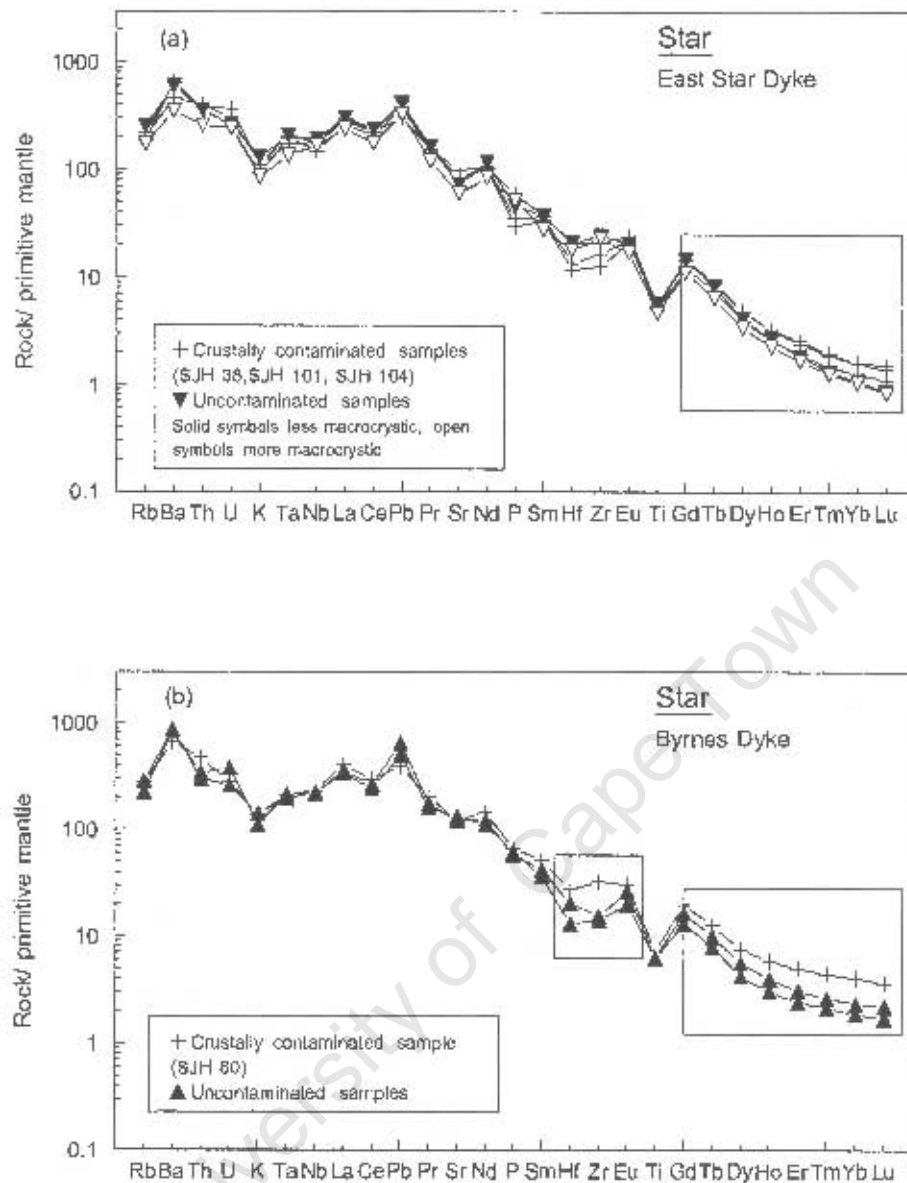 (a)
Star
East Star Dyke
1000
100
10
1
0.1
Rock/ primitive mantle
+ Crustally contaminated samples
(SJH 38,SJH 101, SJH 104)
▼ Uncontaminated samples
Solid symbols less macrocrystic, open
symbols more macrocrystic
Rb Ba Th U K Ta Nb La Ce Pb Pr Sr Nd P Sm Hf Zr Eu Ti Gd Tb Dy Ho Er Tm Yb Lu
(b)
Star
Byrnes Dyke
1000
100
10
1
0.1
Rock/ primitive mantle
+ Crustally contaminated sample
(SJH 80)
▲ Uncontaminated samples
Rb Ba Th U K Ta Nb La Ce Pb Pr Sr Nd P Sm Hf Zr Eu Ti Gd Tb Dy Ho Er Tm Yb Lu
University of Cape Town